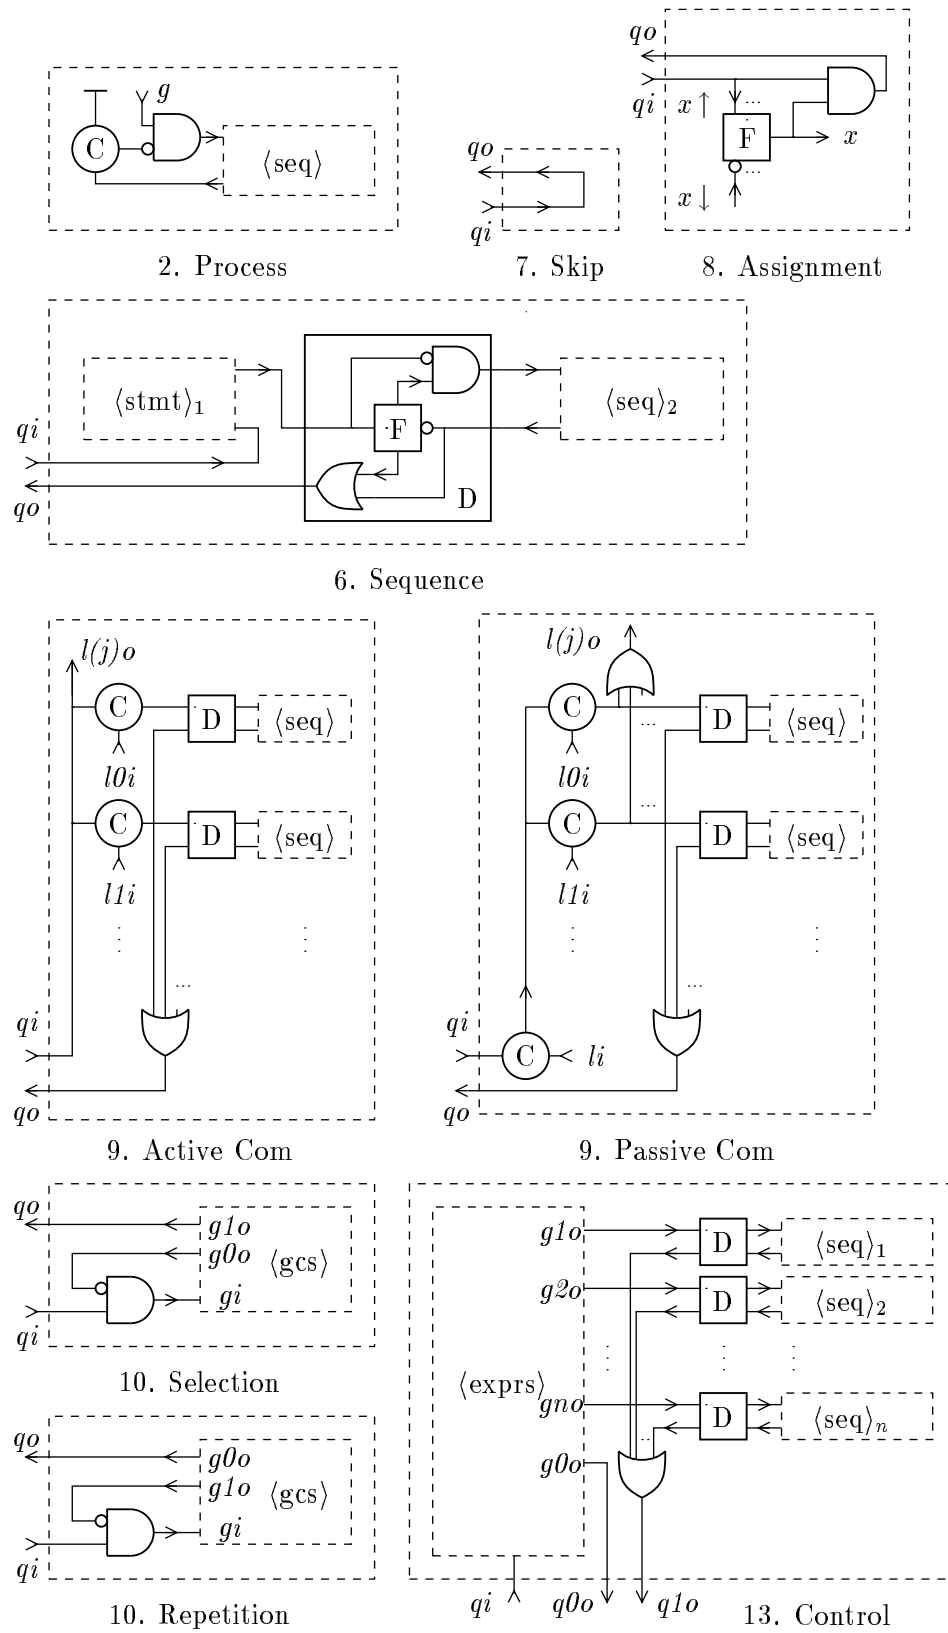 g
C
⟨seq⟩
2. Process
qo
qi
7. Skip
qo
qi
x↑
...
F
x
...
x↓
8. Assignment
⟨stmt⟩₁
F
D
⟨seq⟩₂
qi
qo
6. Sequence
l(j)o
C
D
⟨seq⟩
l0i
C
D
⟨seq⟩
l1i
...
qi
C
qo
9. Active Com
l(j)o
C
...
D
⟨seq⟩
l0i
...
C
D
⟨seq⟩
l1i
...
qi
C
li
qo
9. Passive Com
qo
g1o
g0o
⟨gcs⟩
gi
qi
10. Selection
qo
g0o
g1o
⟨gcs⟩
gi
qi
10. Repetition
⟨exprs⟩
g1o
D
⟨seq⟩₁
g2o
D
⟨seq⟩₂
gno
D
⟨seq⟩ₙ
...
g0o
qi
q0o
q1o
13. Control